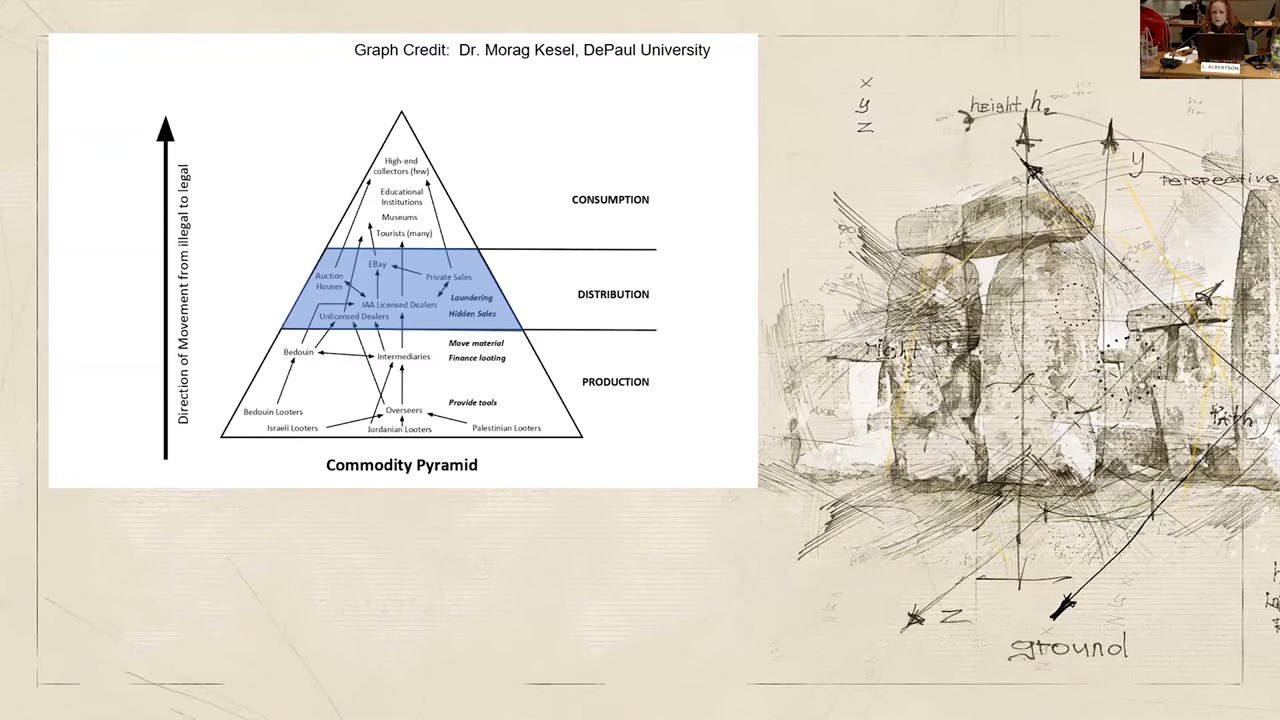 Graph Credit: Dr. Morag Kesel, DePaul University
Direction of Movement from illegal to legal
High-end
collectors (few)
Educational
Institutions
Museums
Tourists (many)
CONSUMPTION
EBay
Auction
Houses
Private Sales
IAA Licensed Dealers
Laundering
Unlicensed Dealers
Hidden Sales
DISTRIBUTION
Move material
Bedouin
Intermediaries
Finance looting
PRODUCTION
Provide tools
Bedouin Looters
Overseers
Israeli Looters
Jordanian Looters
Palestinian Looters
Commodity Pyramid
L. ALBERTSON
x
y
z
height h2
y
perspective
Z
ground